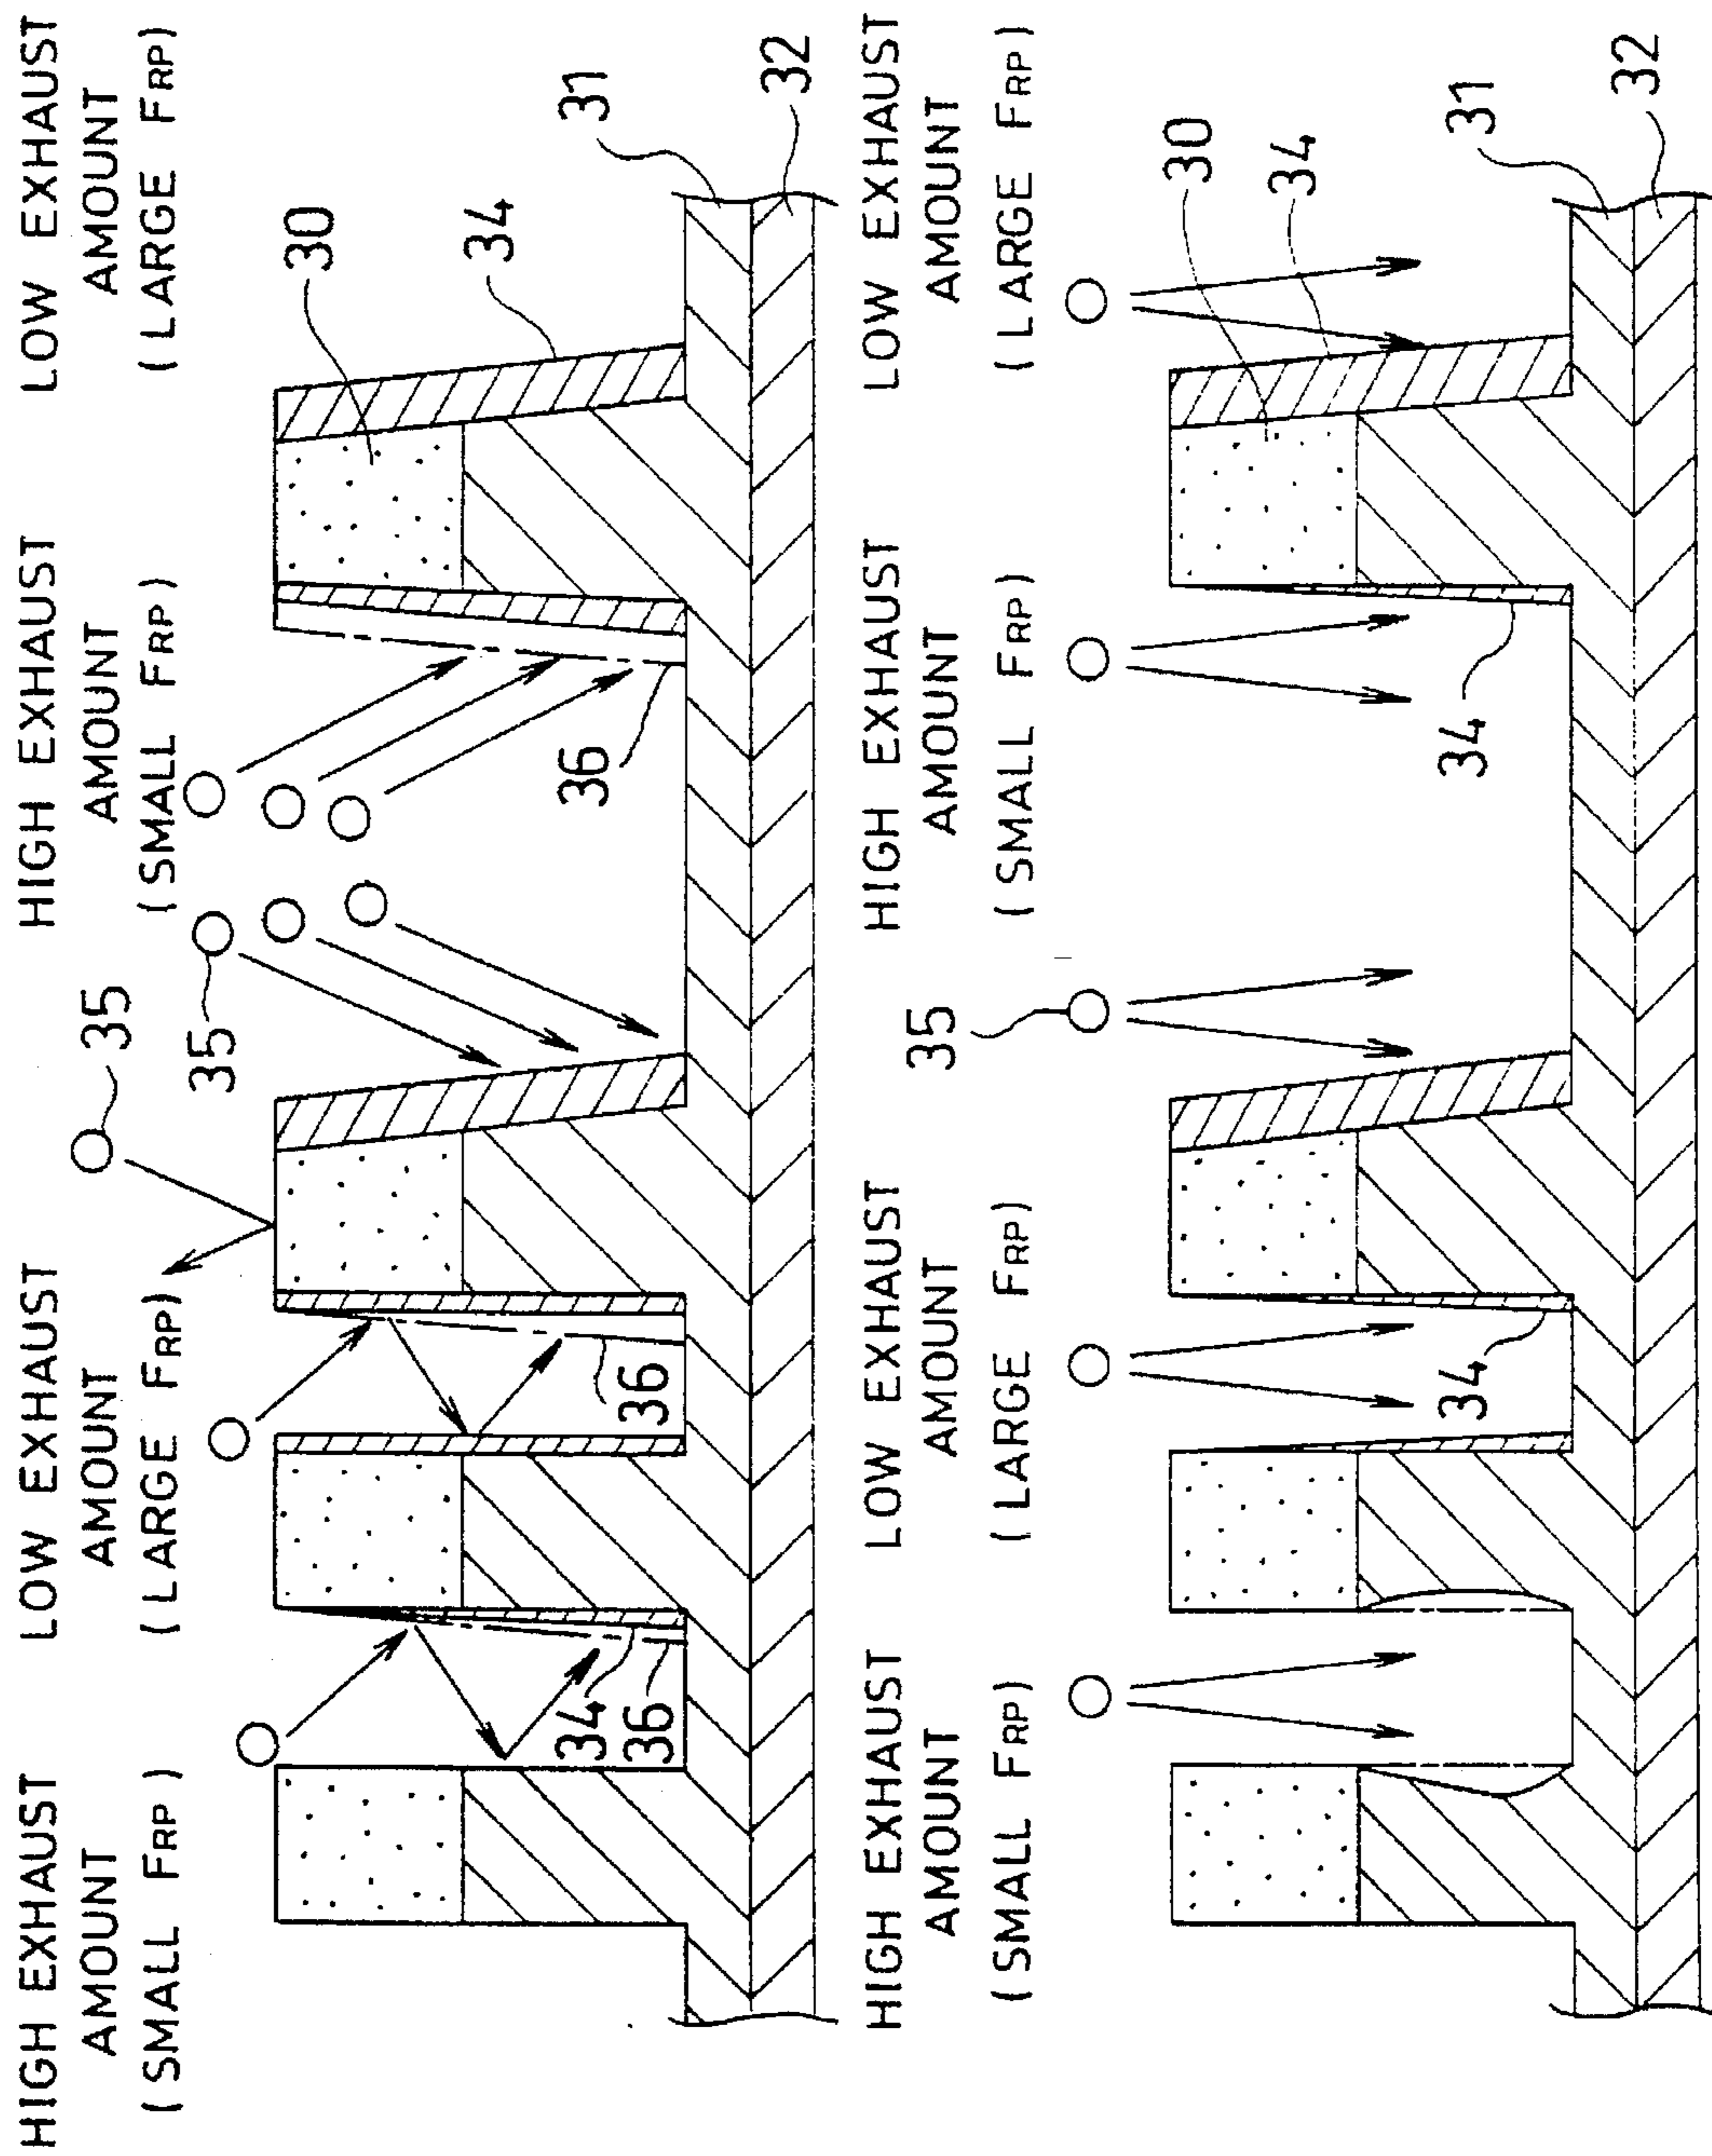 HIGH EXHAUST
AMOUNT
(SMALL FRP)
LOW EXHAUST
AMOUNT
(LARGE FRP)
HIGH EXHAUST
AMOUNT
(SMALL FRP)
LOW EXHAUST
AMOUNT
(LARGE FRP)
35
35
30
34
34
36
31
36
36
32
HIGH EXHAUST
AMOUNT
(SMALL FRP)
LOW EXHAUST
AMOUNT
(LARGE FRP)
HIGH EXHAUST
AMOUNT
(SMALL FRP)
LOW EXHAUST
AMOUNT
(LARGE FRP)
35
30
34
34
34
31
32